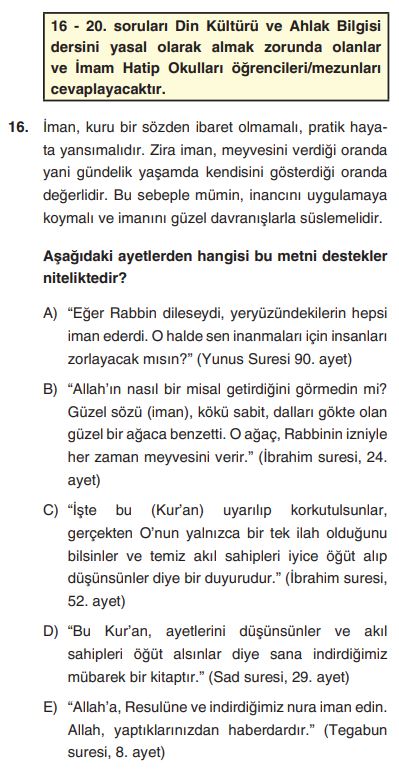 16 - 20. soruları Din Kültürü ve Ahlak Bilgisi
dersini yasal olarak almak zorunda olanlar
ve İmam Hatip Okulları öğrencileri/mezunları
cevaplayacaktır.
16. İman, kuru bir sözden ibaret olmamalı, pratik haya-
ta yansımalıdır. Zira iman, meyvesini verdiği oranda
yani gündelik yaşamda kendisini gösterdiği oranda
değerlidir. Bu sebeple mümin, inancını uygulamaya
koymalı ve imanını güzel davranışlarla süslemelidir.
Aşağıdaki ayetlerden hangisi bu metni destekler
niteliktedir?
A) “Eğer Rabbin dileseydi, yeryüzündekilerin hepsi
iman ederdi. O halde sen inanmaları için insanları
zorlayacak mısın?” (Yunus Suresi 90. ayet)
B) “Allah’ın nasıl bir misal getirdiğini görmedin mi?
Güzel sözü (iman), kökü sabit, dalları gökte olan
güzel bir ağaca benzetti. O ağaç, Rabbinin izniyle
her zaman meyvesini verir.” (İbrahim suresi, 24.
ayet)
C) “İşte bu (Kur’an) uyarılıp korkutulsunlar,
gerçekten O’nun yalnızca bir tek ilah olduğunu
bilsinler ve temiz akıl sahipleri iyice öğüt alıp
düşünsünler diye bir duyurudur.” (İbrahim suresi,
52. ayet)
D) “Bu Kur’an, ayetlerini düşünsünler ve akıl
sahipleri öğüt alsınlar diye sana indirdiğimiz
mübarek bir kitaptır.” (Sad suresi, 29. ayet)
E) “Allah’a, Resulüne ve indirdiğimiz nura iman edin.
Allah, yaptıklarınızdan haberdardır.” (Tegabun
suresi, 8. ayet)